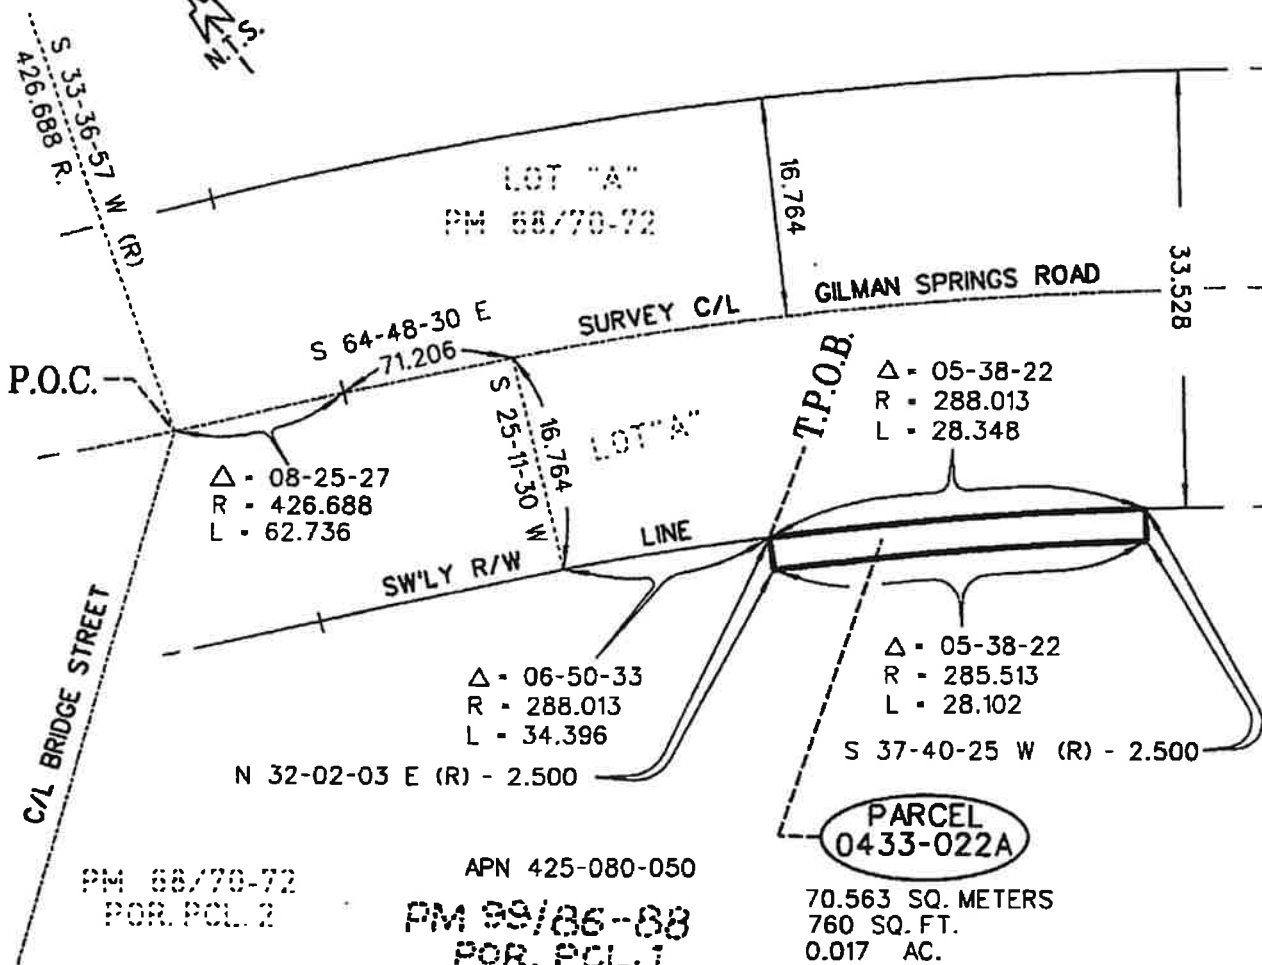 S.
N
S 33-36-57 W (R)
426.688 R.
LOT "A"
PM 68/70-72
16.764
33.528
GILMAN SPRINGS ROAD
SURVEY C/L
S 64-48-30 E
71.206
P.O.C.
T.P.O.B.
Δ = 05-38-22
R = 288.013
L = 28.348
S 25-11-30 W
16.764
LOT "A"
Δ = 08-25-27
R = 426.688
L = 62.736
SW'LY R/W LINE
C/L BRIDGE STREET
Δ = 06-50-33
R = 288.013
L = 34.396
Δ = 05-38-22
R = 285.513
L = 28.102
S 37-40-25 W (R) - 2.500
N 32-02-03 E (R) - 2.500
PARCEL
0433-022A
APN 425-080-050
PM 68/70-72
POR. PCL. 2
PM 99/86-88
POR. PCL. 1
70.563 SQ. METERS
760 SQ. FT.
0.017 AC.